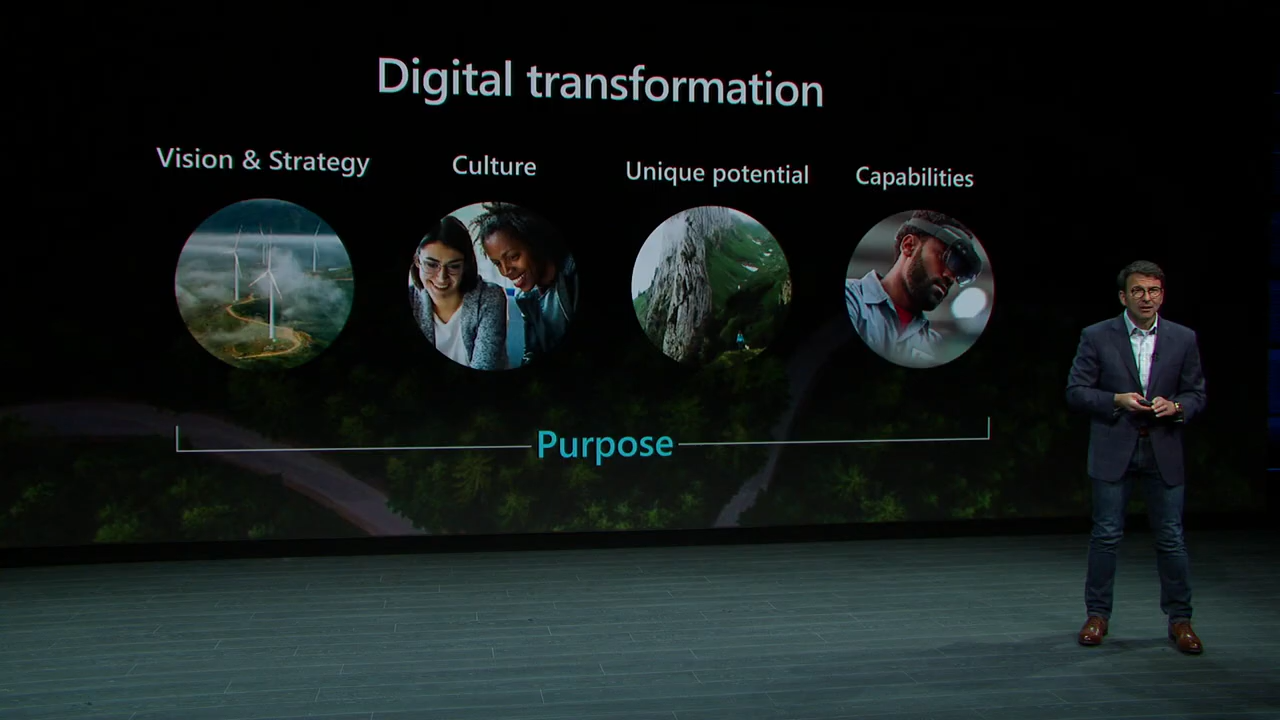 Digital transformation
Vision & Strategy
Culture
Unique potential
Capabilities
Purpose